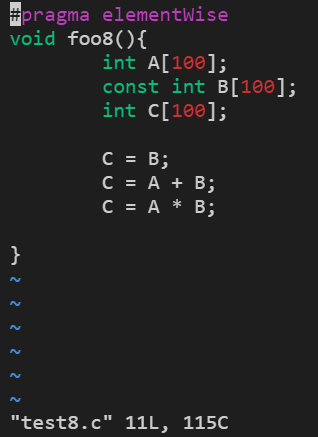 #pragma elementWise
void foo8(){
        int A[100];
        const int B[100];
        int C[100];

        C = B;
        C = A + B;
        C = A * B;

}
~
~
~
~
~
~
"test8.c" 11L, 115C